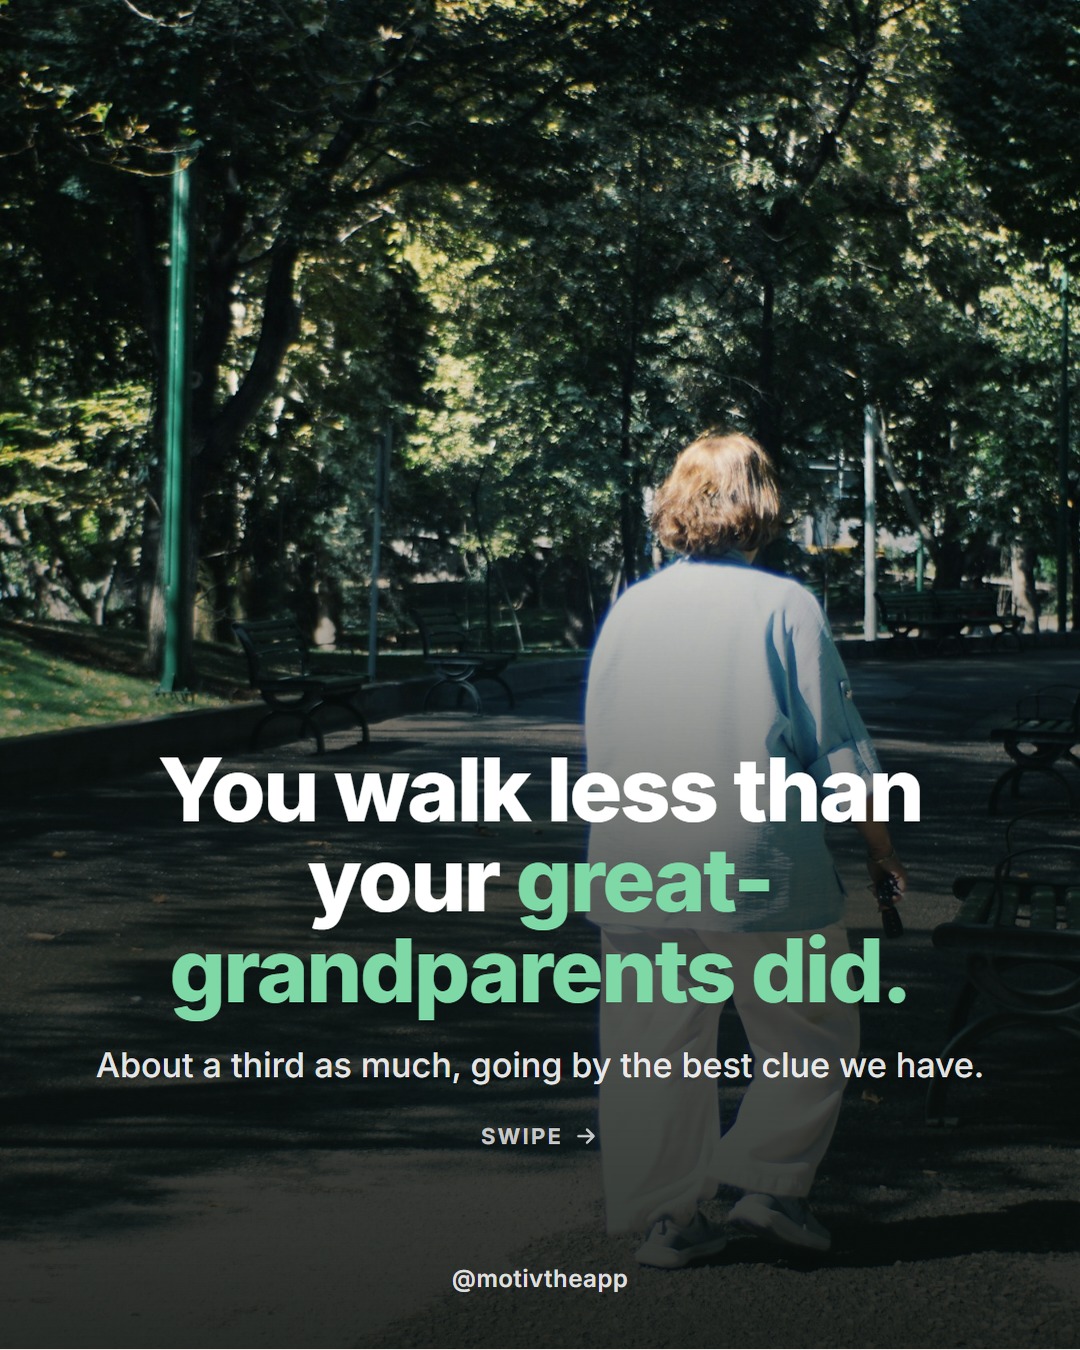 You walk less than
your great-
grandparents did.
About a third as much, going by the best clue we have.
SWIPE →
@motivtheapp